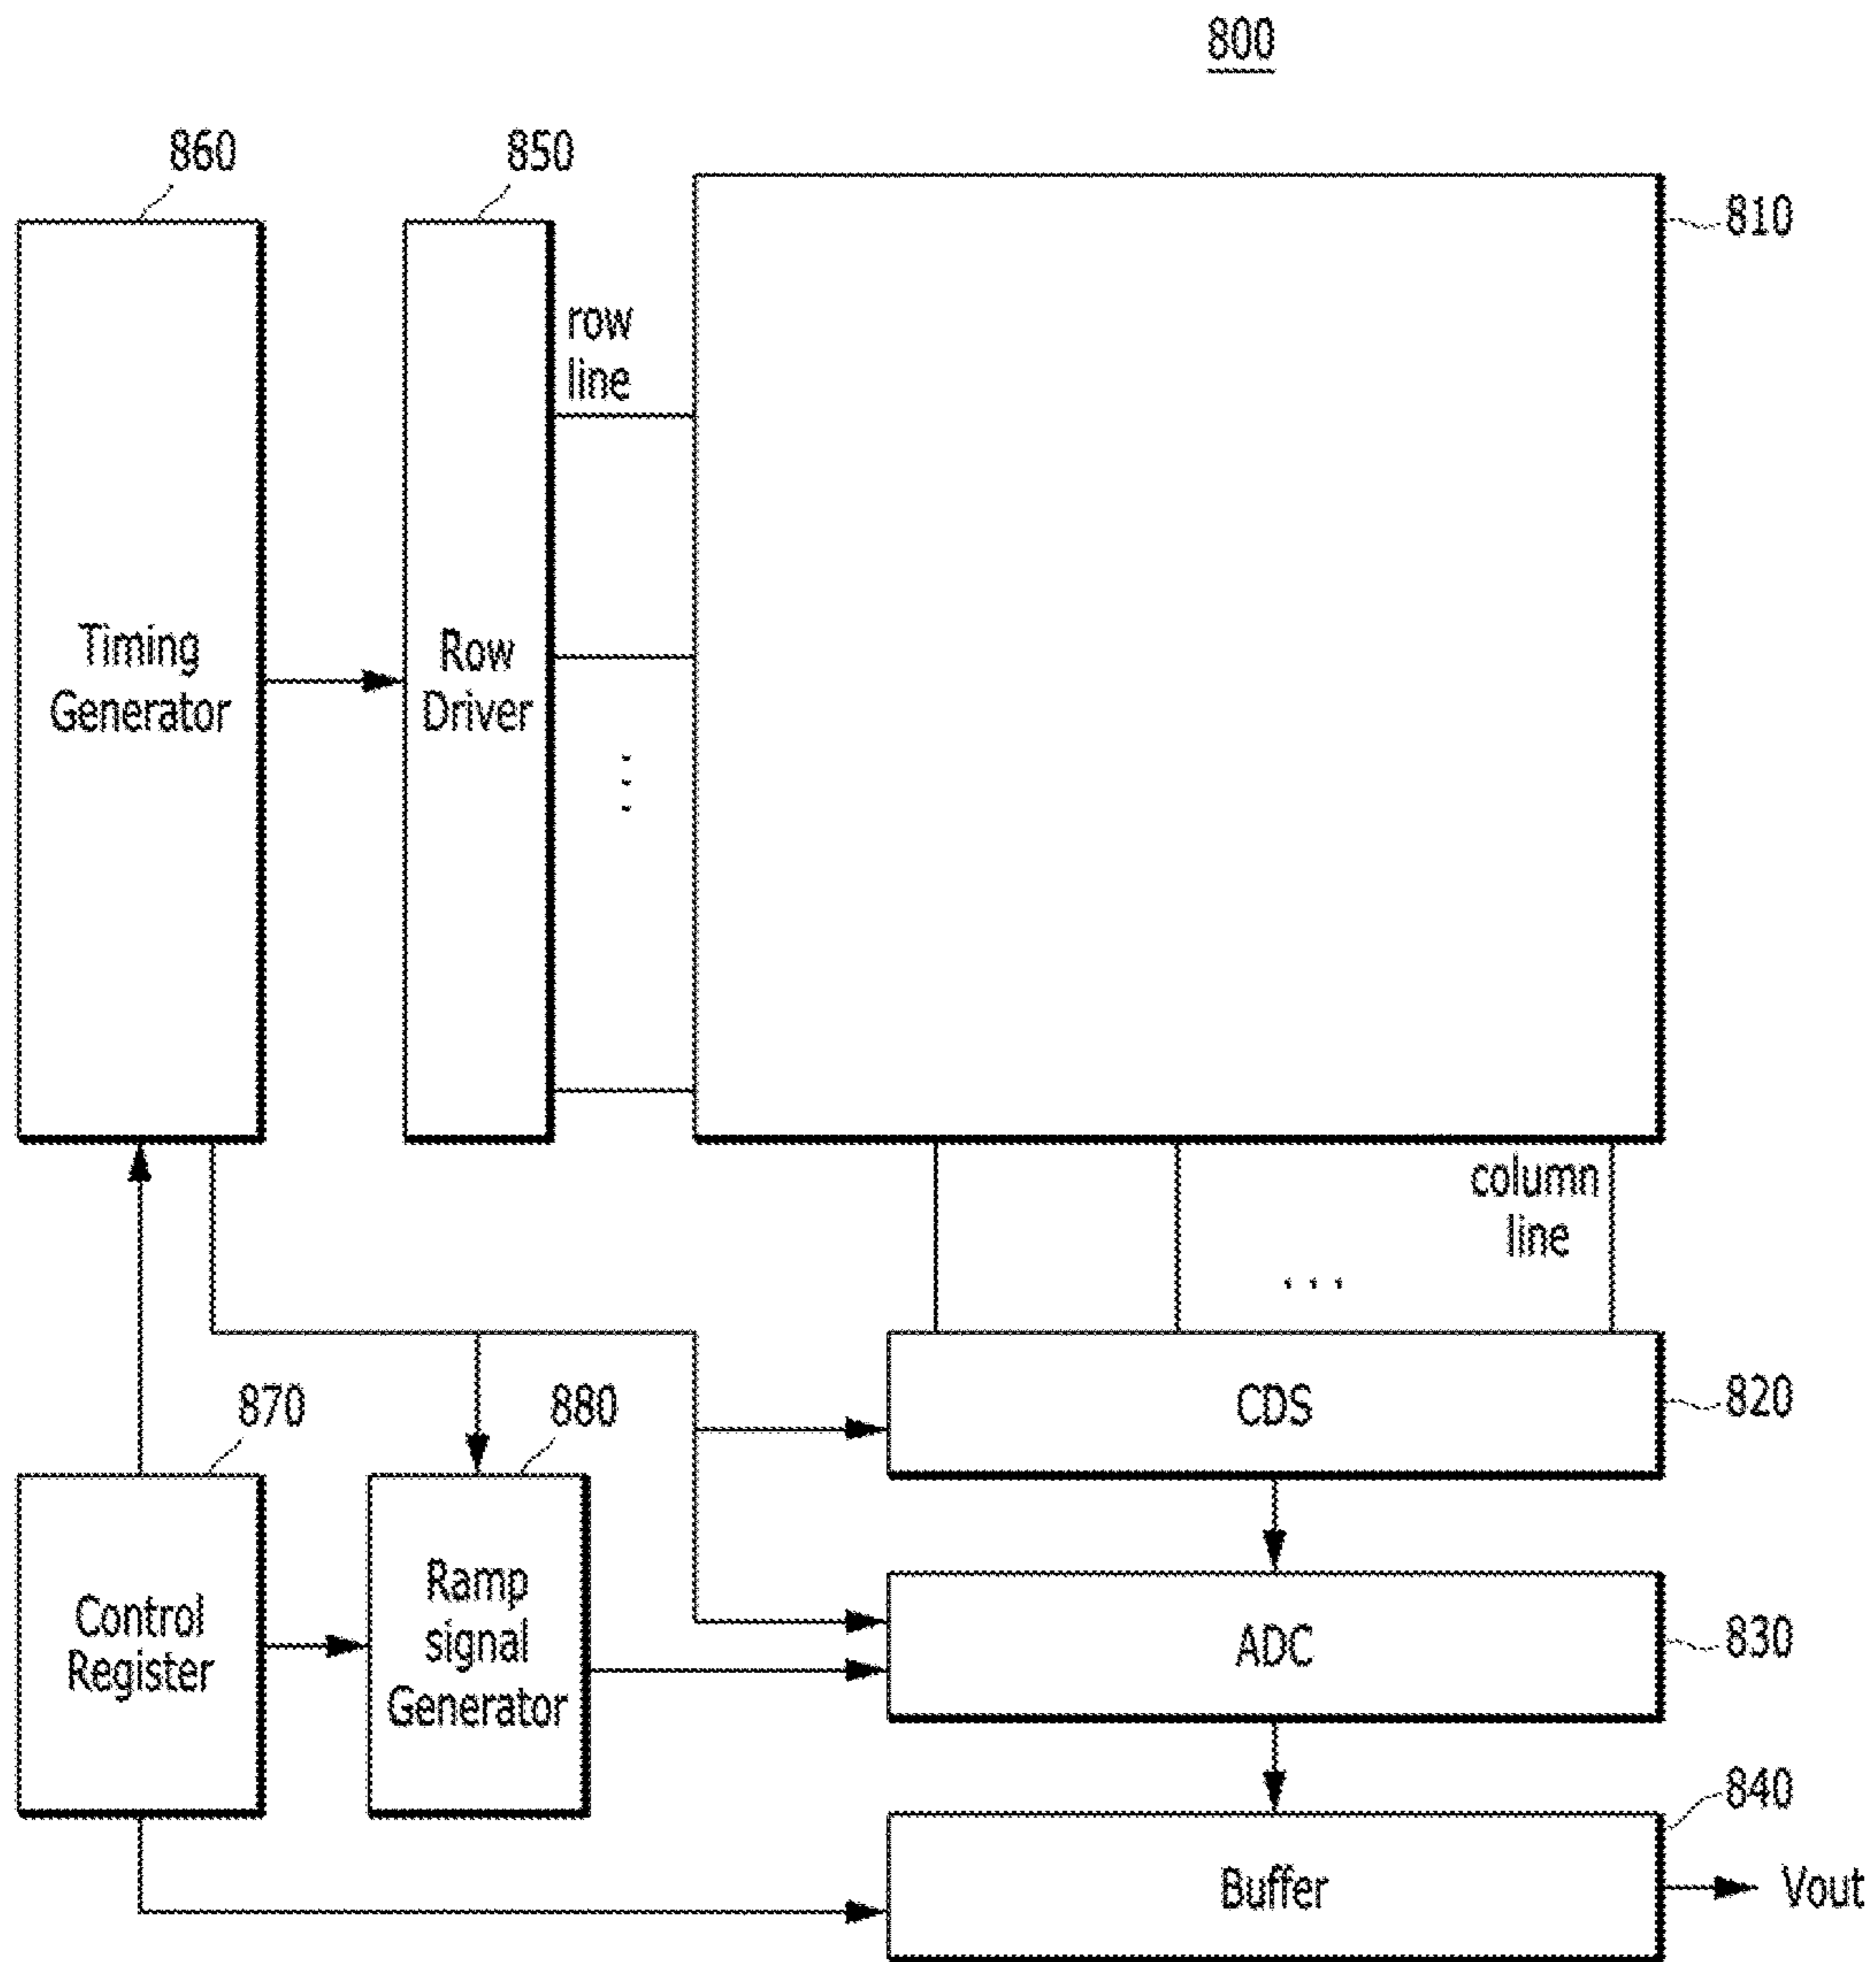 800
860
850
810
row
line
Timing
Generator
Row
Driver
column
line
870
880
CDS
820
Control
Register
Ramp
signal
Generator
ADC
830
840
Buffer
Vout